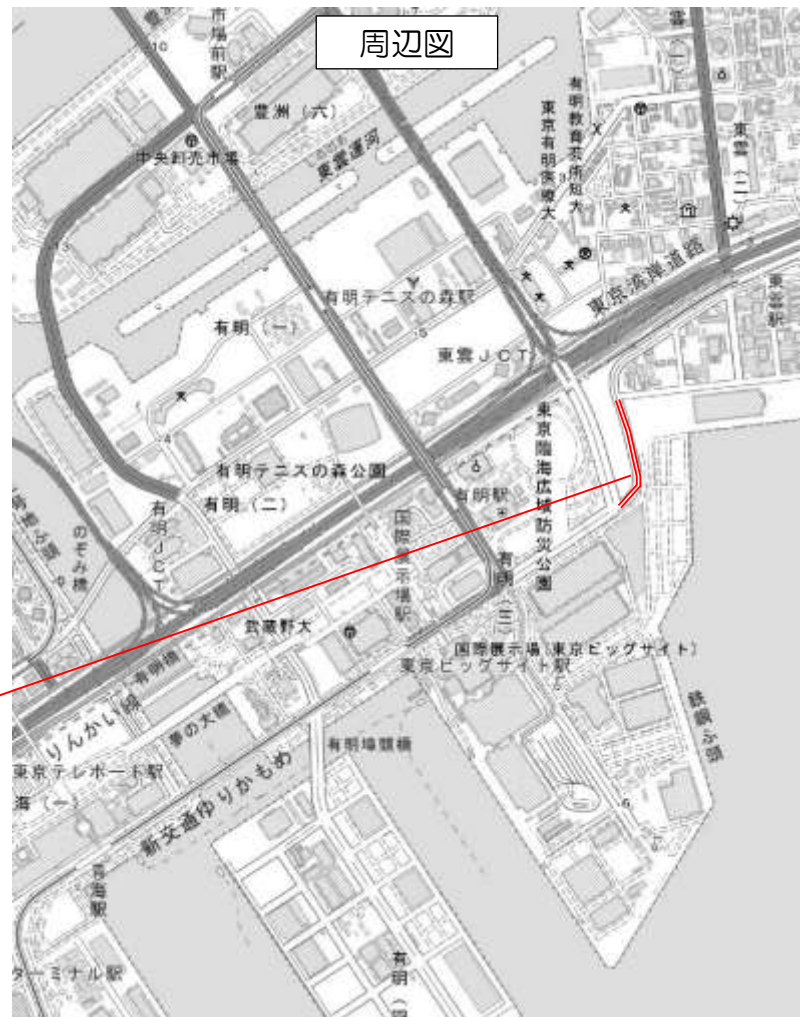 周辺図
市場前駅
豊洲(六)
中央卸売市場
東雲運河
有明教育芸術短大
東京有明医療大
東雲(二)
東京湾岸道路
東雲駅
有明テニスの森駅
有明(一)
東雲JCT
東京臨海広域防災公園
有明テニスの森公園
有明(二)
有明駅
有明JCT
のぞみ橋
国際展示場駅
有明(三)
武蔵野大
国際展示場(東京ビッグサイト)
東京ビッグサイト駅
有明橋
りんかい線
夢の大橋
鉄鋼ふ頭
有明埠頭橋
東京テレポート駅
海(一)
新交通ゆりかもめ
青海駅
ターミナル駅
有明(四